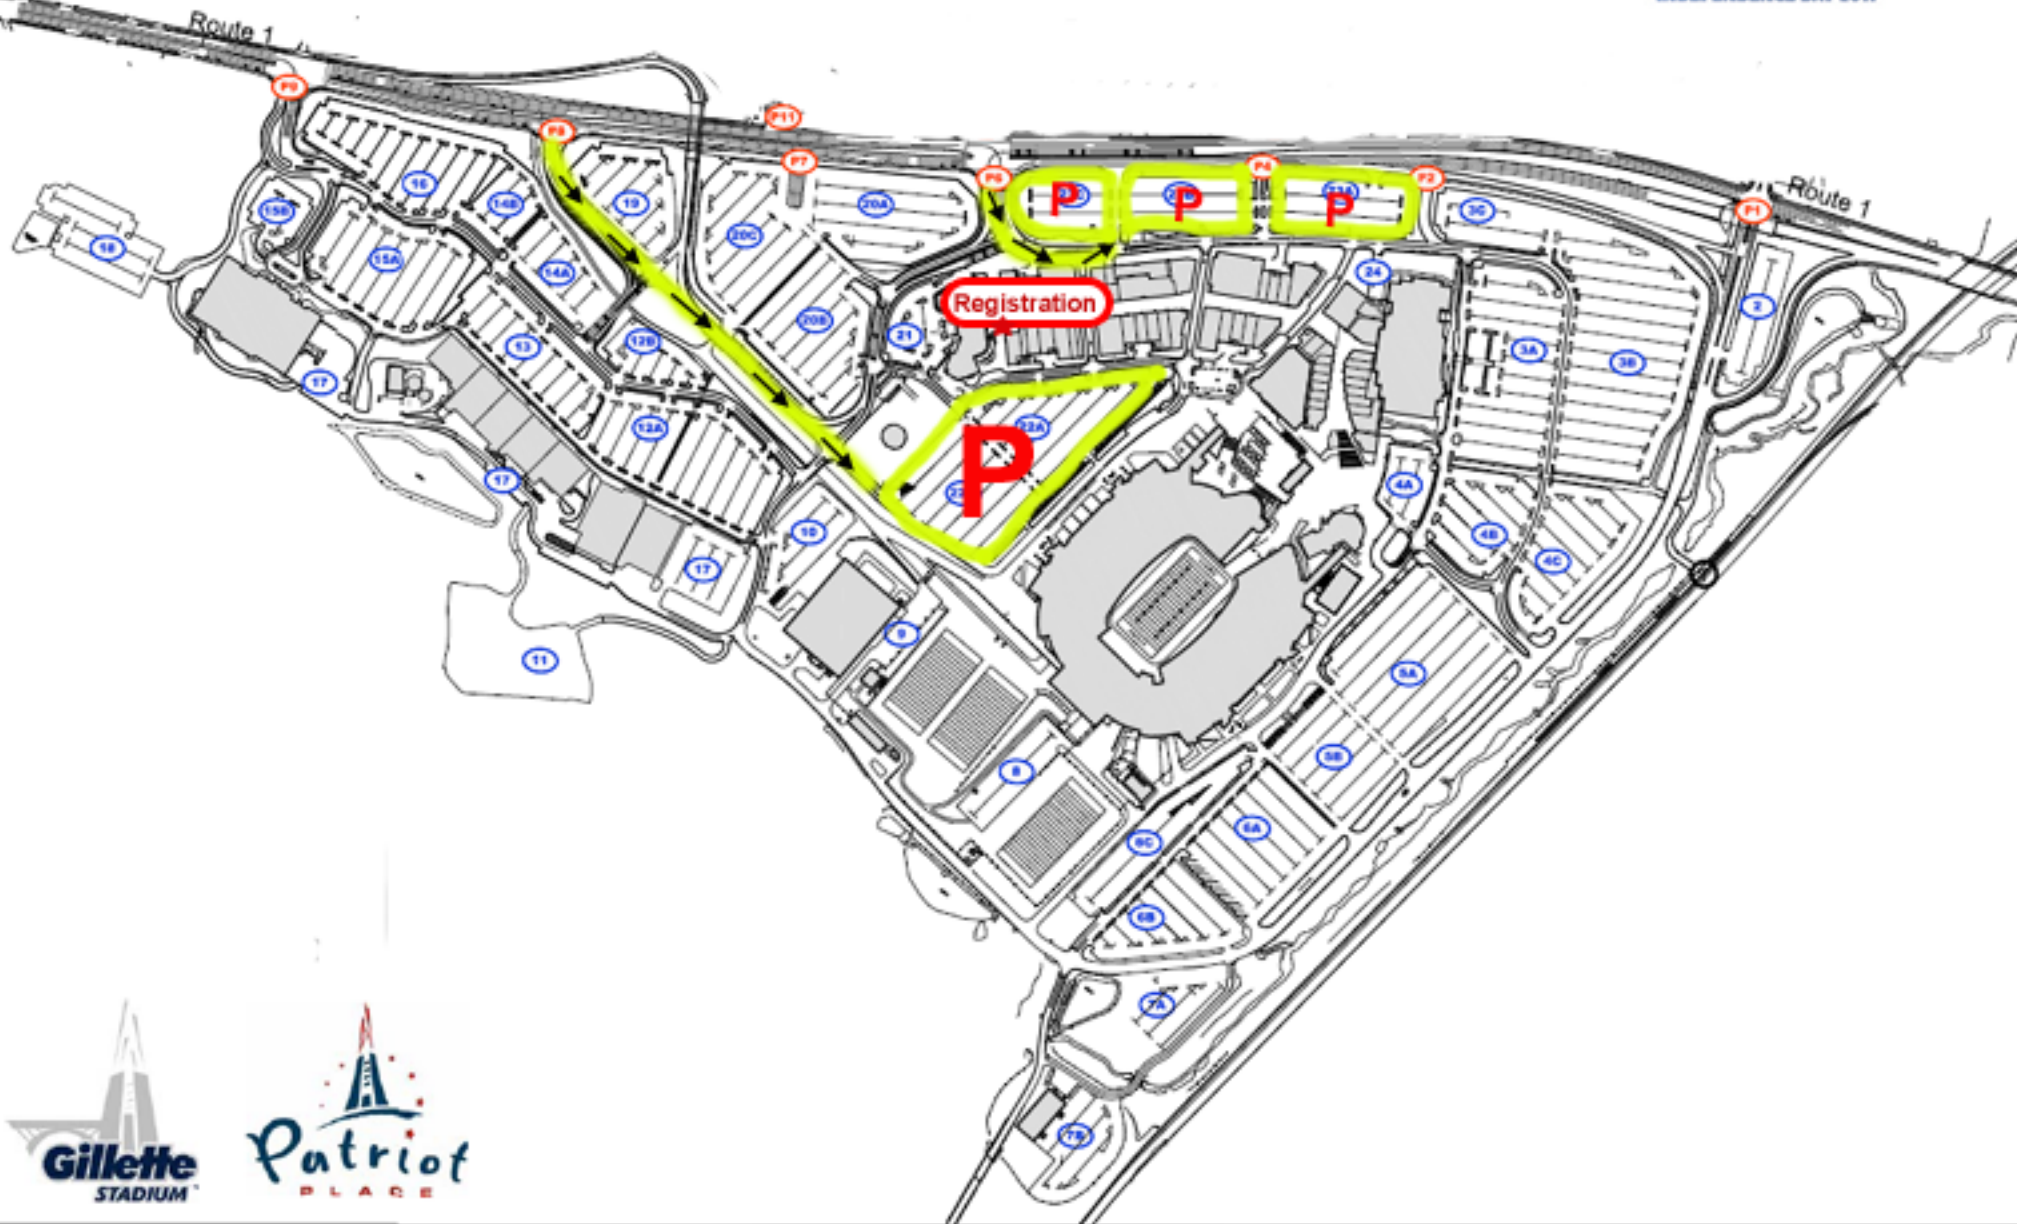 Route 1
P9
P8
P11
P7
P6
P4
P2
P1
Route 1
16
14B
19
20A
P
P
P
3C
15B
18
15A
14A
20C
24
2
Registration
20B
21
13
12B
3A
3B
17
12A
22A
P
17
4A
10
4B
4C
17
9
11
5A
5B
8
6A
6C
6B
7A
7B
Gillette
STADIUM
Patriot
PLACE